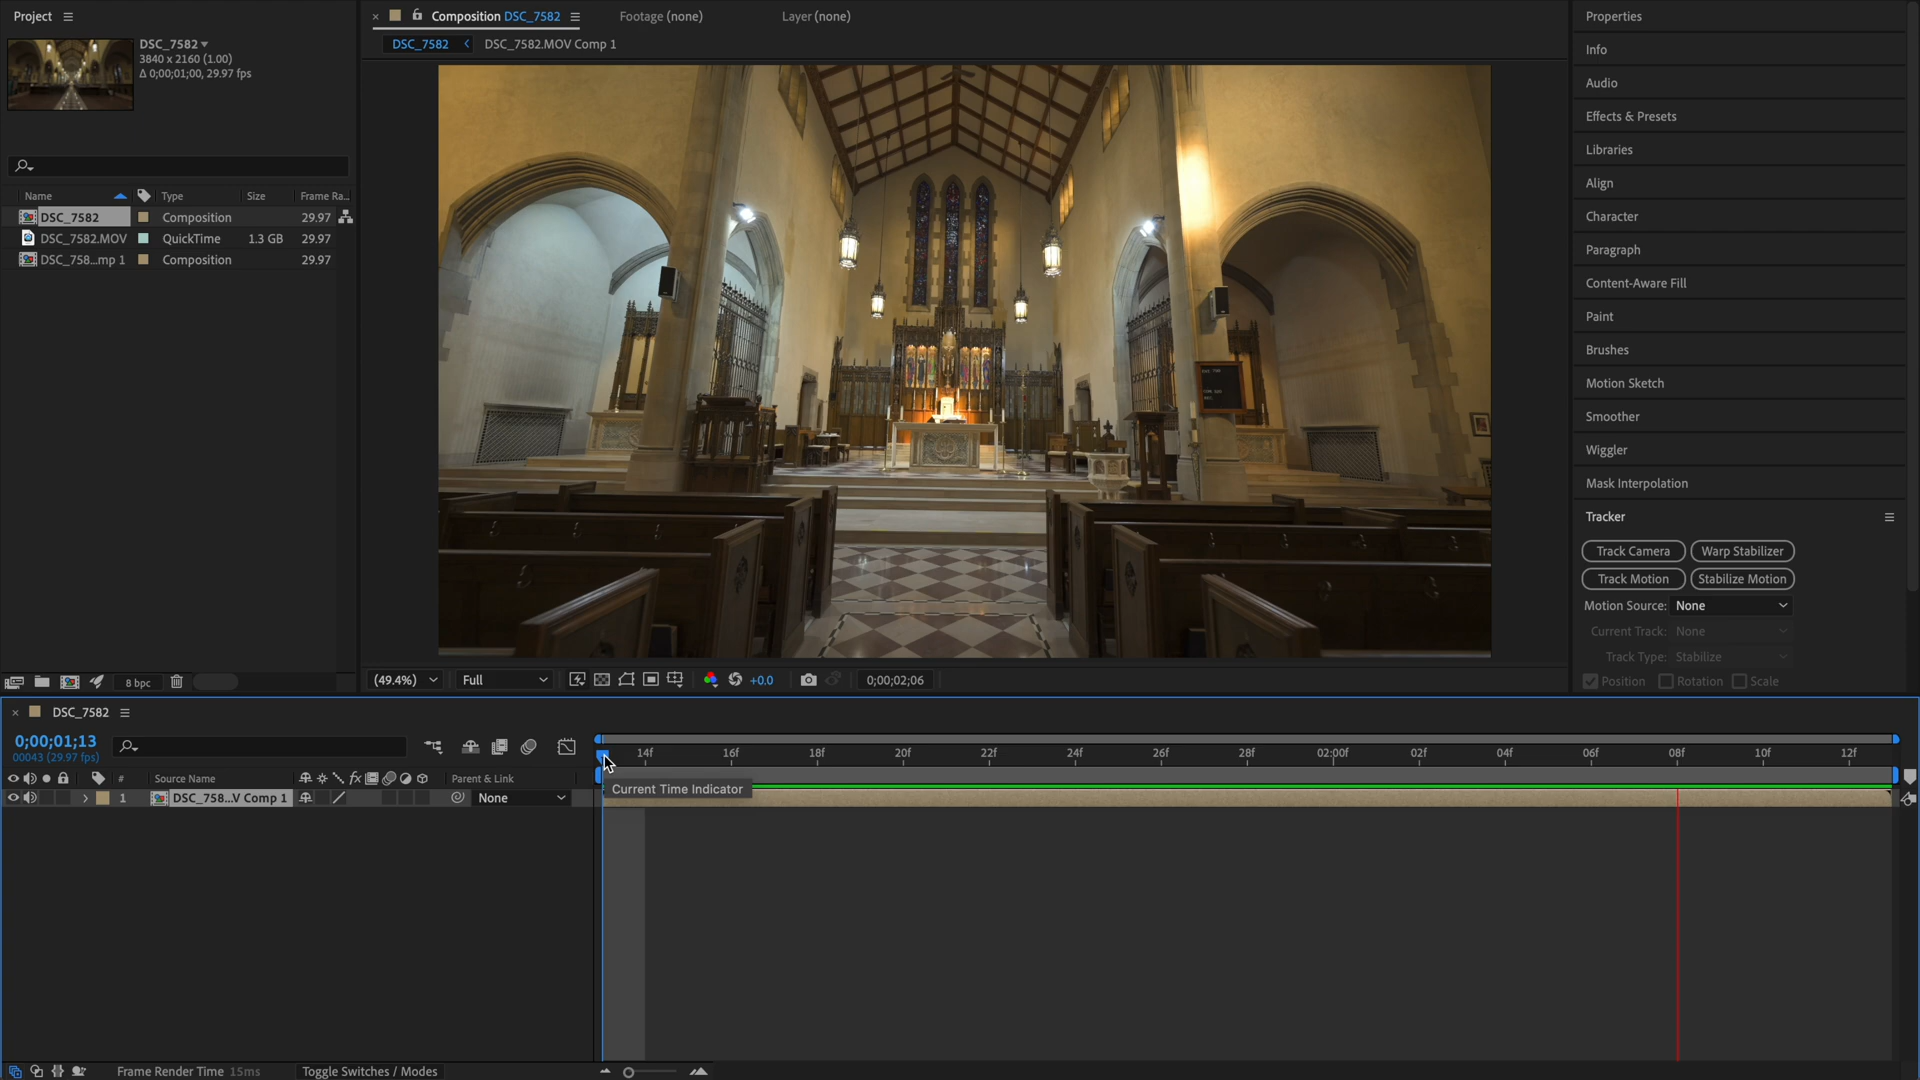 Project
DSC_7582
3840 x 2160 (1.00)
Δ 0;00;01;00, 29.97 fps
Name
Type
Size
Frame Ra..
DSC_7582
Composition
29.97
DSC_7582.MOV
QuickTime
1.3 GB
29.97
DSC_758...mp 1
Composition
29.97
8 bpc
Composition DSC_7582
Footage (none)
Layer (none)
DSC_7582
DSC_7582.MOV Comp 1
(49.4%)
Full
+0.0
0;00;02;06
Properties
Info
Audio
Effects & Presets
Libraries
Align
Character
Paragraph
Content-Aware Fill
Paint
Brushes
Motion Sketch
Smoother
Wiggler
Mask Interpolation
Tracker
Track Camera
Warp Stabilizer
Track Motion
Stabilize Motion
Motion Source: None
Current Track: None
Track Type: Stabilize
Position
Rotation
Scale
DSC_7582
0;00;01;13
00043 (29.97 fps)
#
Source Name
fx
Parent & Link
1
DSC_758...V Comp 1
None
14f
16f
18f
20f
22f
24f
26f
28f
02:00f
02f
04f
06f
08f
10f
12f
Current Time Indicator
Frame Render Time 15ms
Toggle Switches / Modes